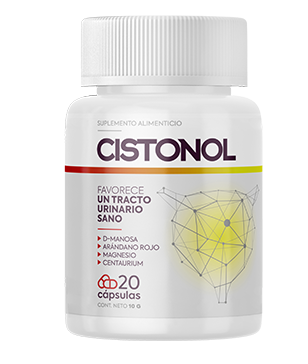 SUPLEMENTO ALIMENTICIO
CISTONOL
FAVORECE
UN TRACTO
URINARIO
SANO
D-MANOSA
ARÁNDANO ROJO
MAGNESIO
CENTAURIUM
20
cápsulas
CONT. NETO 10 G